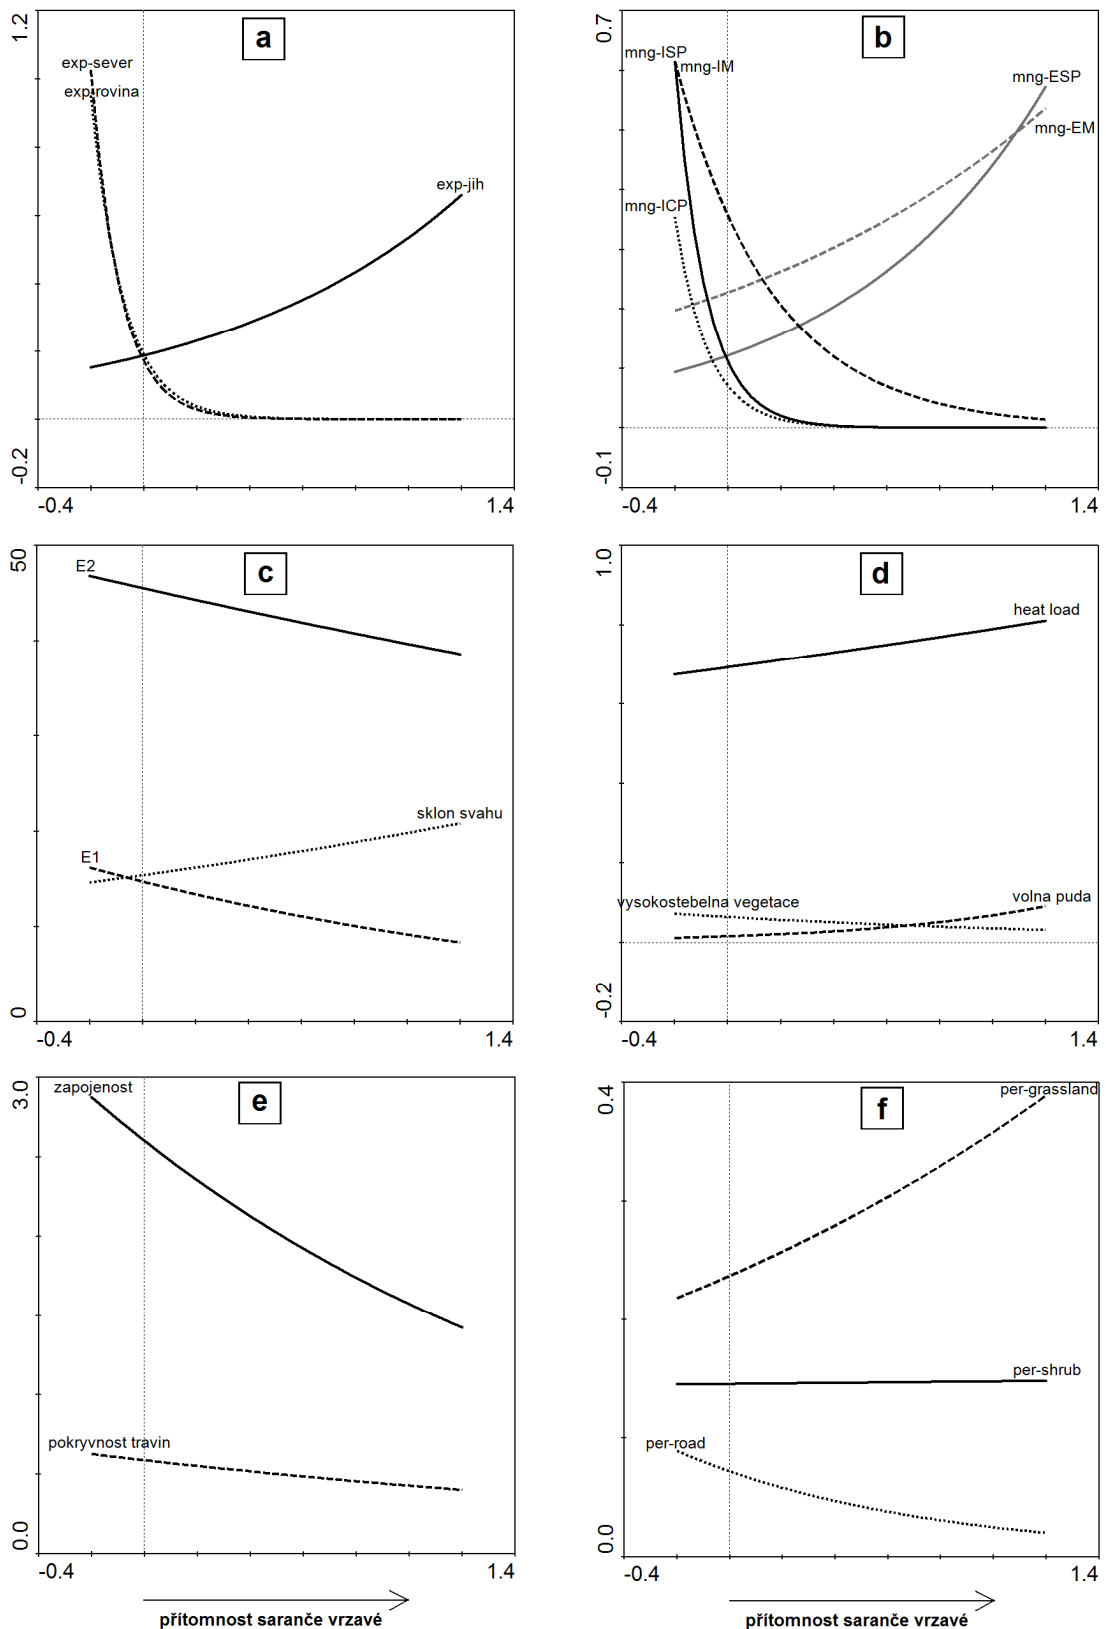 1.2
a
exp-sever
exp-rovina
exp-jih
-0.2
-0.4
1.4
0.7
b
mng-ISP
mng-IM
mng-ESP
mng-EM
mng-ICP
-0.1
-0.4
1.4
50
c
E2
sklon svahu
E1
0
-0.4
1.4
1.0
d
heat load
vysokostebelna vegetace
volna puda
-0.2
-0.4
1.4
3.0
zapojenost
e
pokryvnost travin
0.0
-0.4
1.4
přítomnost saranče vrzavé
0.4
f
per-grassland
per-shrub
per-road
0.0
-0.4
1.4
přítomnost saranče vrzavé